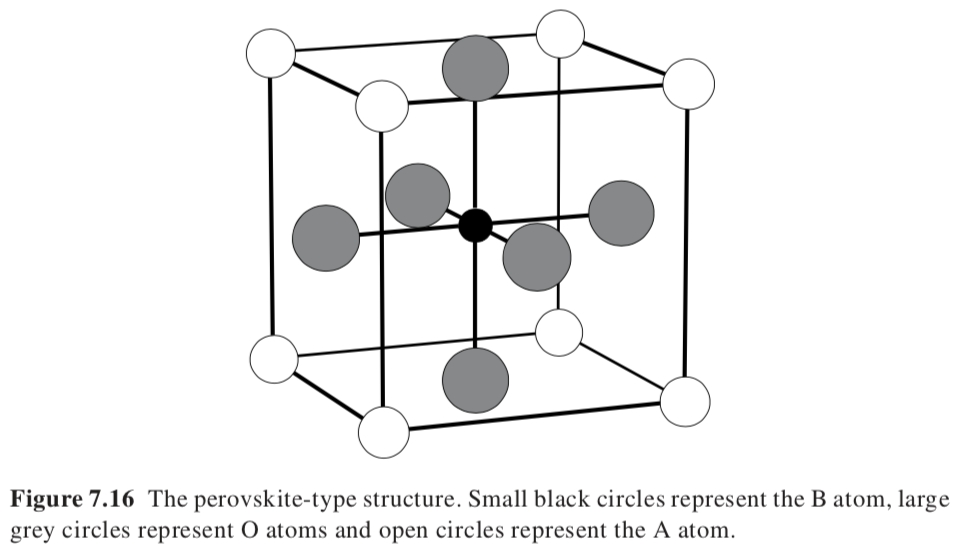 Figure 7.16 The perovskite-type structure. Small black circles represent the B atom, large
grey circles represent O atoms and open circles represent the A atom.